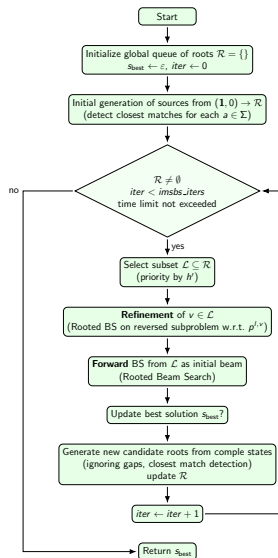 Start
Initialize global queue of roots ℛ = {}
s_best ← ε, iter ← 0
Initial generation of sources from (1, 0) → ℛ
(detect closest matches for each a ∈ Σ)
ℛ ≠ ∅
iter < imsbs_iters
time limit not exceeded
no
yes
Select subset ℒ ⊆ ℛ
(priority by h′)
Refinement of v ∈ ℒ
(Rooted BS on reversed subproblem w.r.t. p^{l,v})
Forward BS from ℒ as initial beam
(Rooted Beam Search)
Update best solution s_best?
Generate new candidate roots from comple states
(ignoring gaps, closest match detection)
update ℛ
iter ← iter + 1
Return s_best